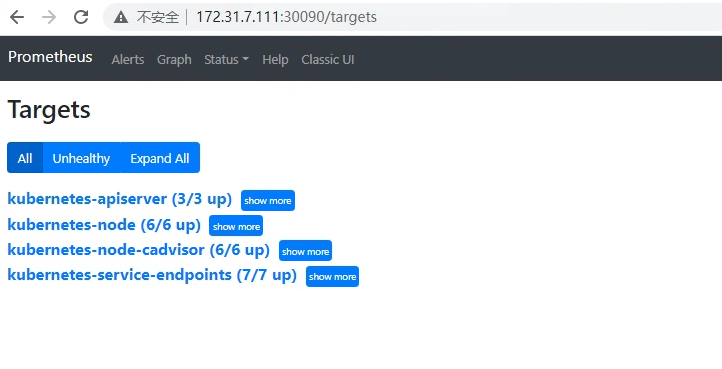 不安全 172.31.7.111:30090/targets
Prometheus Alerts Graph Status Help Classic UI
Targets
All Unhealthy Expand All
kubernetes-apiserver (3/3 up) show more
kubernetes-node (6/6 up) show more
kubernetes-node-cadvisor (6/6 up) show more
kubernetes-service-endpoints (7/7 up) show more